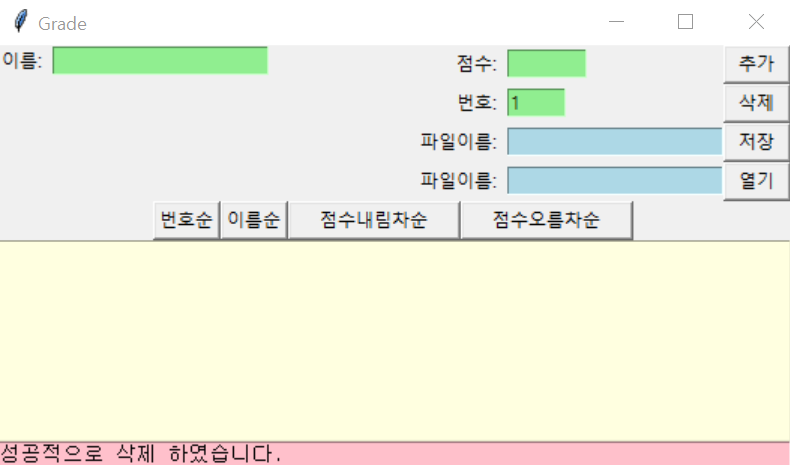 Grade
이름: 점수: 추가
번호: 1 삭제
파일이름: 저장
파일이름: 열기
번호순 이름순 점수내림차순 점수오름차순
성공적으로 삭제 하였습니다.